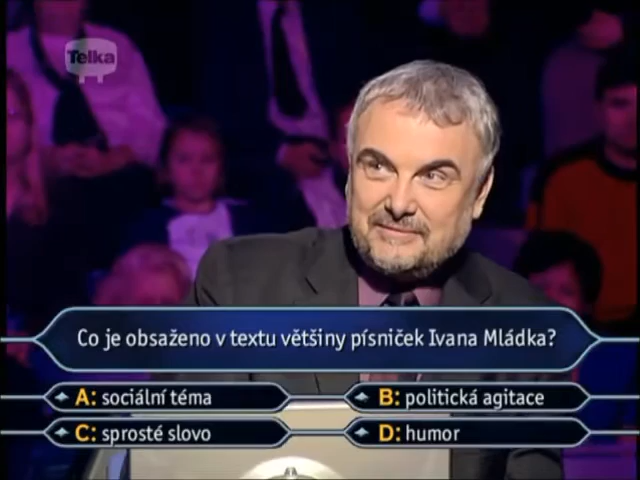 Telka
Co je obsaženo v textu většiny písniček Ivana Mládka?
A: sociální téma
B: politická agitace
C: sprosté slovo
D: humor